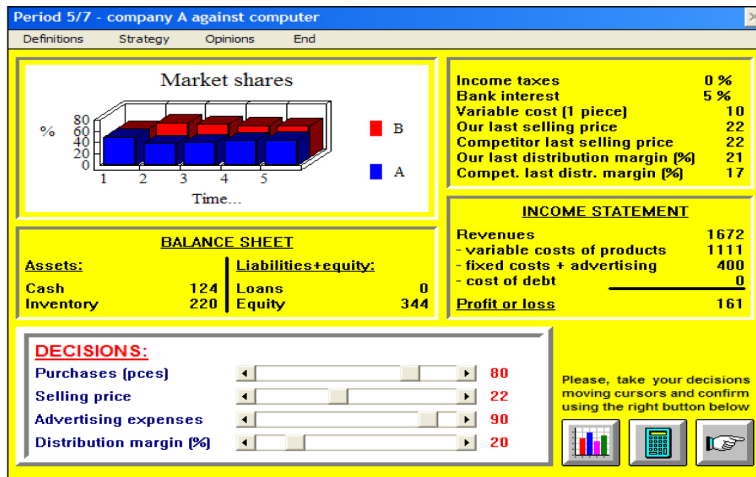 Period 5/7 - company A against computer
Definitions Strategy Opinions End
Market shares
%
80
60
40
20
0
B
A
1 2 3 4 5
Time...
Income taxes 0 %
Bank interest 5 %
Variable cost (1 piece) 10
Our last selling price 22
Competitor last selling price 22
Our last distribution margin (%) 21
Compet. last distr. margin (%) 17
BALANCE SHEET
Assets: Liabilities+equity:
Cash 124 Loans 0
Inventory 220 Equity 344
INCOME STATEMENT
Revenues 1672
- variable costs of products 1111
- fixed costs + advertising 400
- cost of debt 0
Profit or loss 161
DECISIONS:
Purchases (pces) 80
Selling price 22
Advertising expenses 90
Distribution margin (%) 20
Please, take your decisions
moving cursors and confirm
using the right button below